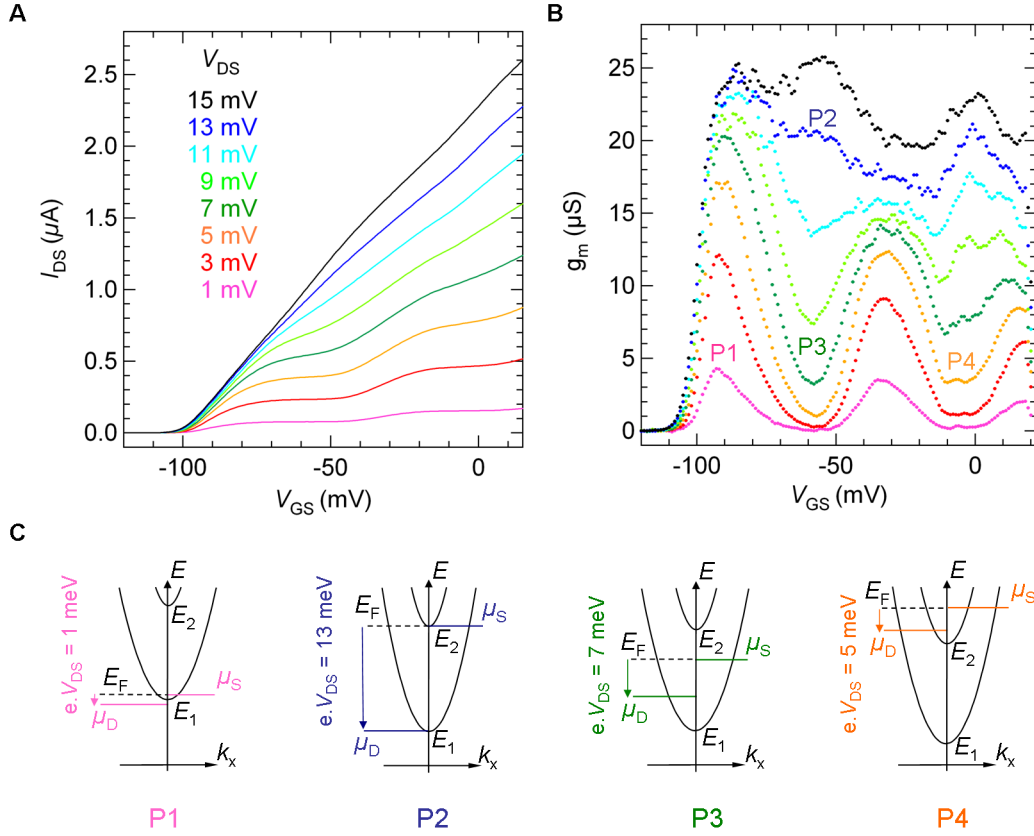 A
V_DS
15 mV
13 mV
11 mV
9 mV
7 mV
5 mV
3 mV
1 mV
2.5
2.0
1.5
1.0
0.5
0.0
I_DS (μA)
-100
-50
0
V_GS (mV)
B
25
20
15
10
5
0
g_m (μS)
P2
P1
P3
P4
-100
-50
0
V_GS (mV)
C
e.V_DS = 1 meV
E
E_2
E_F
μ_S
μ_D
E_1
k_x
P1
e.V_DS = 13 meV
E
E_F
μ_S
E_2
μ_D
E_1
k_x
P2
e.V_DS = 7 meV
E
E_2
E_F
μ_S
μ_D
E_1
k_x
P3
e.V_DS = 5 meV
E
E_F
μ_S
μ_D
E_2
E_1
k_x
P4